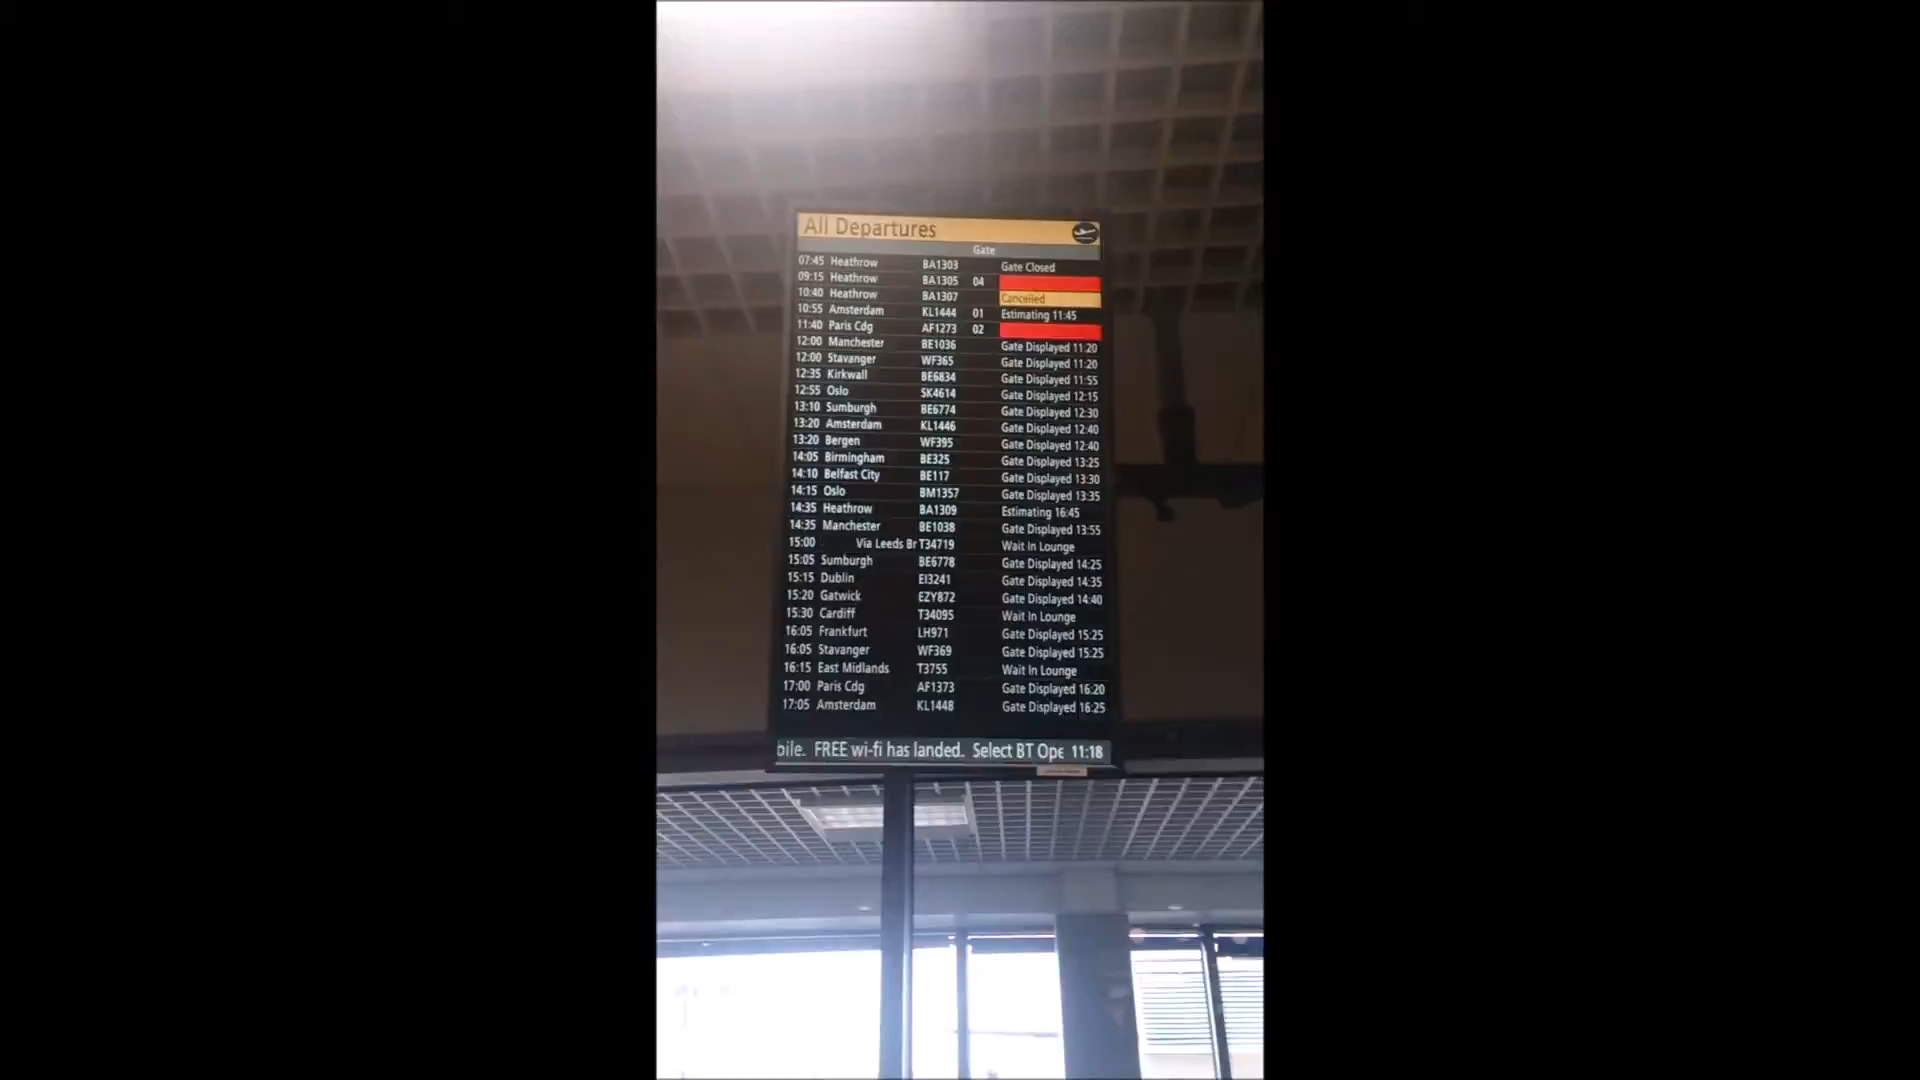 All Departures
Gate
07:45 Heathrow BA1303 Gate Closed
09:15 Heathrow BA1305 04
10:40 Heathrow BA1307 Cancelled
10:55 Amsterdam KL1444 01 Estimating 11:45
11:40 Paris Cdg AF1273 02
12:00 Manchester BE1036 Gate Displayed 11:20
12:00 Stavanger WF365 Gate Displayed 11:20
12:35 Kirkwall BE6834 Gate Displayed 11:55
12:55 Oslo SK4614 Gate Displayed 12:15
13:10 Sumburgh BE6774 Gate Displayed 12:30
13:20 Amsterdam KL1446 Gate Displayed 12:40
13:20 Bergen WF395 Gate Displayed 12:40
14:05 Birmingham BE325 Gate Displayed 13:25
14:10 Belfast City BE117 Gate Displayed 13:30
14:15 Oslo BM1357 Gate Displayed 13:35
14:35 Heathrow BA1309 Estimating 16:45
14:35 Manchester BE1038 Gate Displayed 13:55
15:00 Via Leeds Br T34719 Wait In Lounge
15:05 Sumburgh BE6778 Gate Displayed 14:25
15:15 Dublin EI3241 Gate Displayed 14:35
15:20 Gatwick EZY872 Gate Displayed 14:40
15:30 Cardiff T34095 Wait In Lounge
16:05 Frankfurt LH971 Gate Displayed 15:25
16:05 Stavanger WF369 Gate Displayed 15:25
16:15 East Midlands T3755 Wait In Lounge
17:00 Paris Cdg AF1373 Gate Displayed 16:20
17:05 Amsterdam KL1448 Gate Displayed 16:25
bile. FREE wi-fi has landed. Select BT Ope 11:18